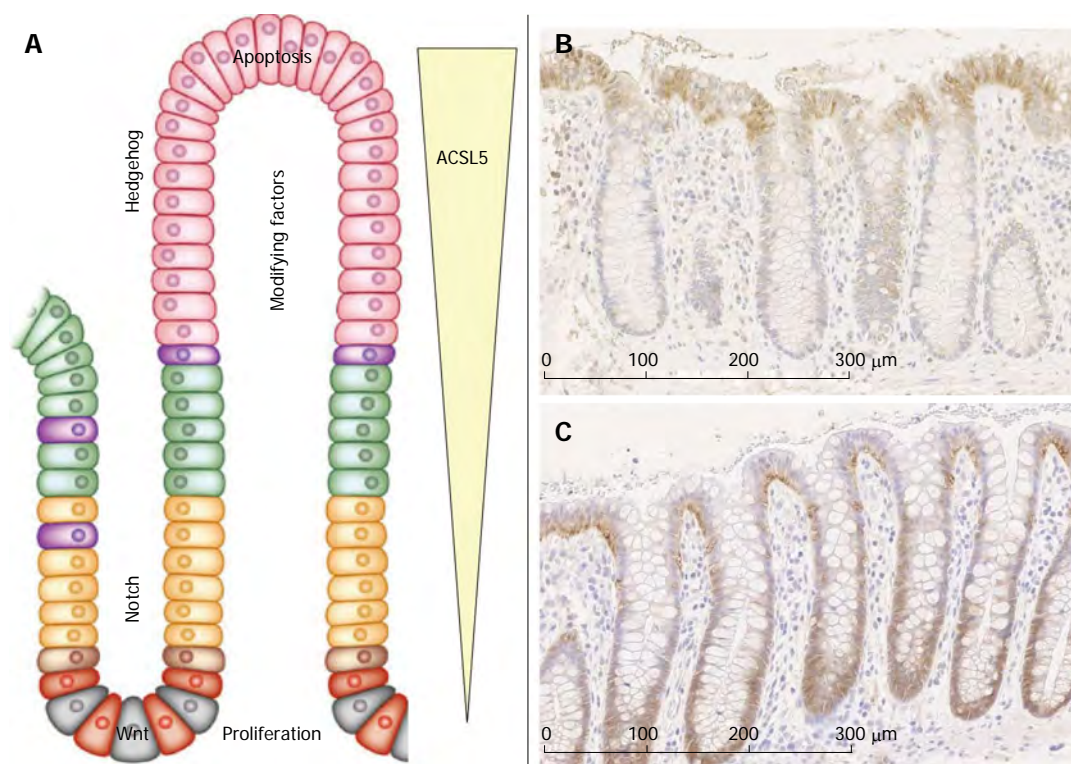 A
Apoptosis
Hedgehog
Modifying factors
ACSL5
Notch
Wnt
Proliferation
B
0 100 200 300 μm
C
0 100 200 300 μm